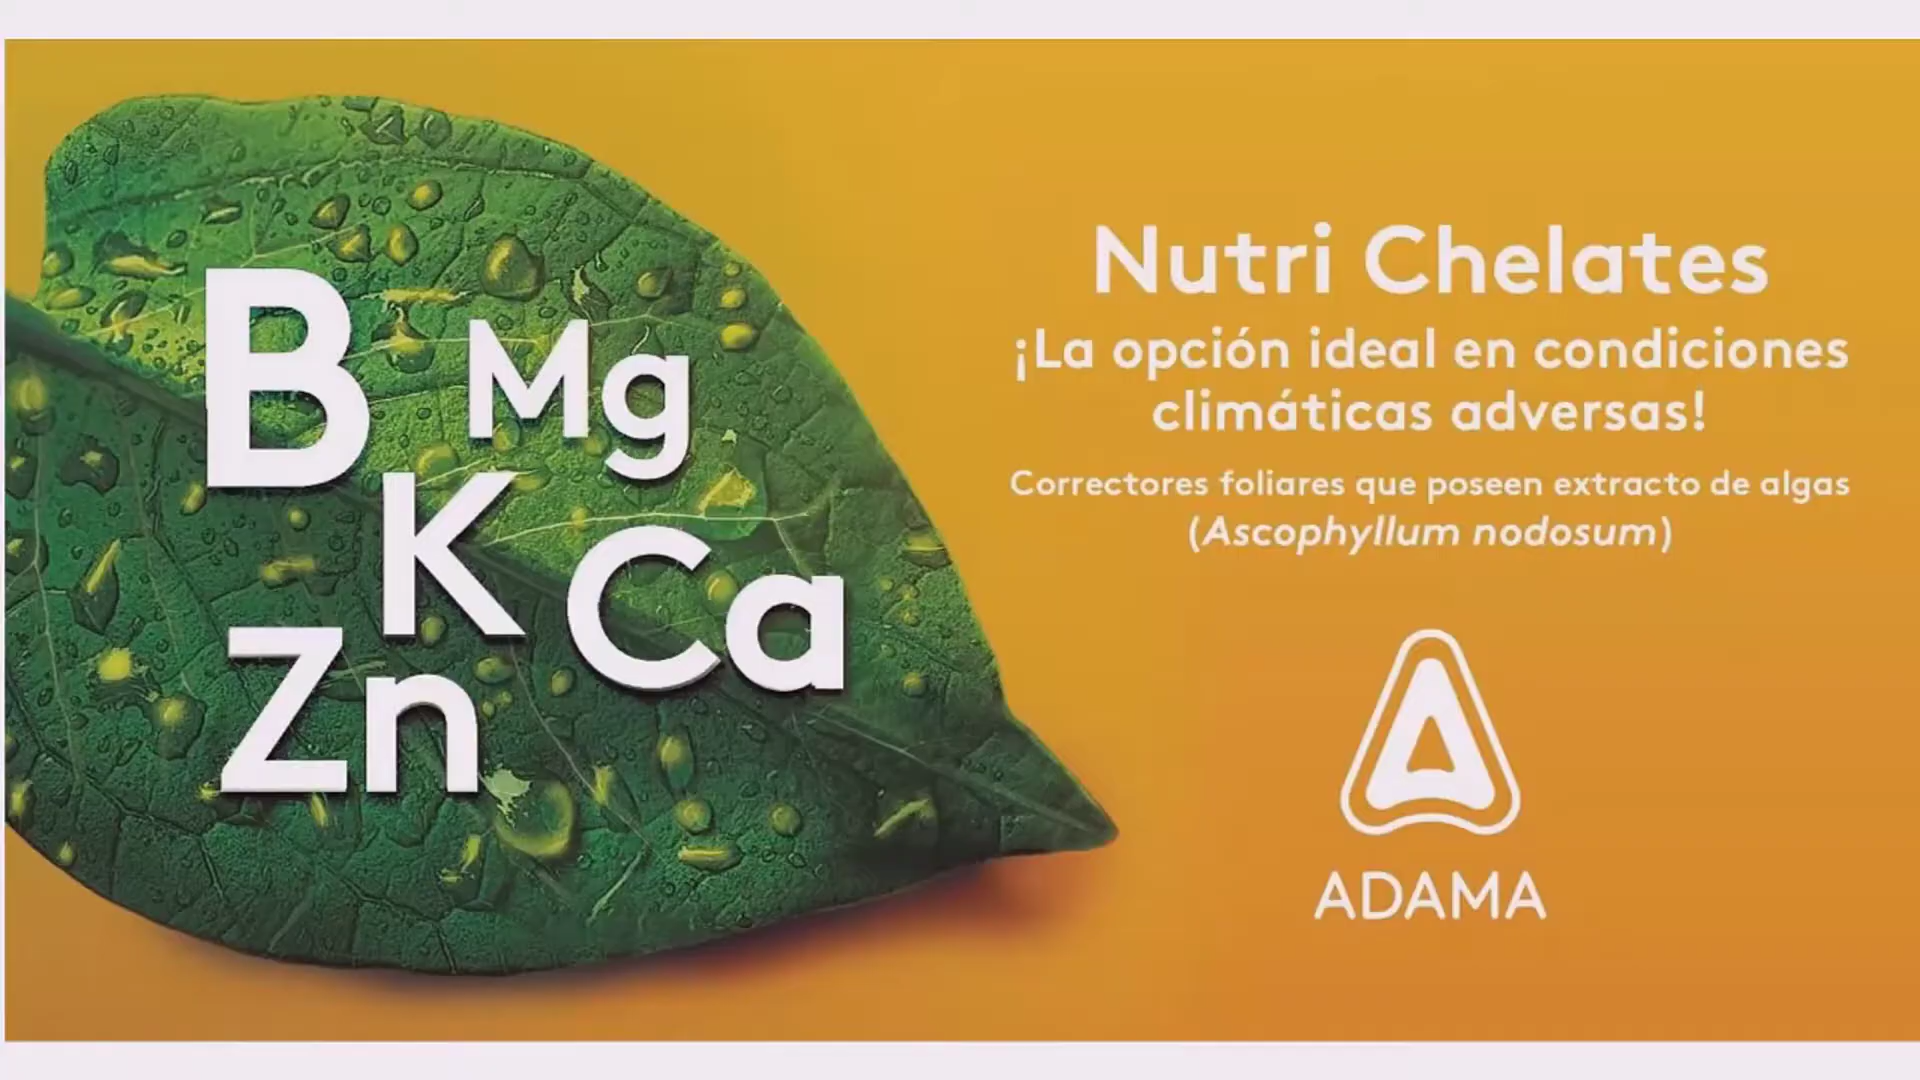 B
Mg
K
Ca
Zn
Nutri Chelates
¡La opción ideal en condiciones
climáticas adversas!
Correctores foliares que poseen extracto de algas
(Ascophyllum nodosum)
ADAMA